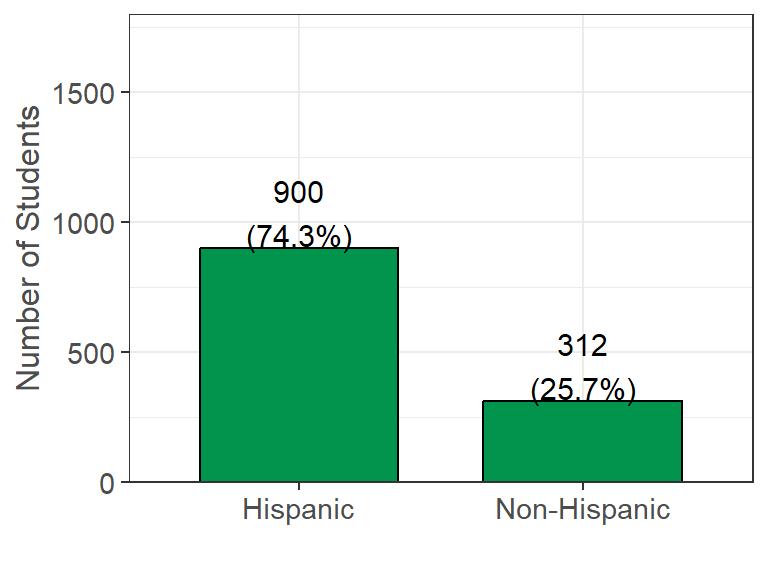 Number of Students
1500
1000
500
0
900
(74.3%)
312
(25.7%)
Hispanic
Non-Hispanic